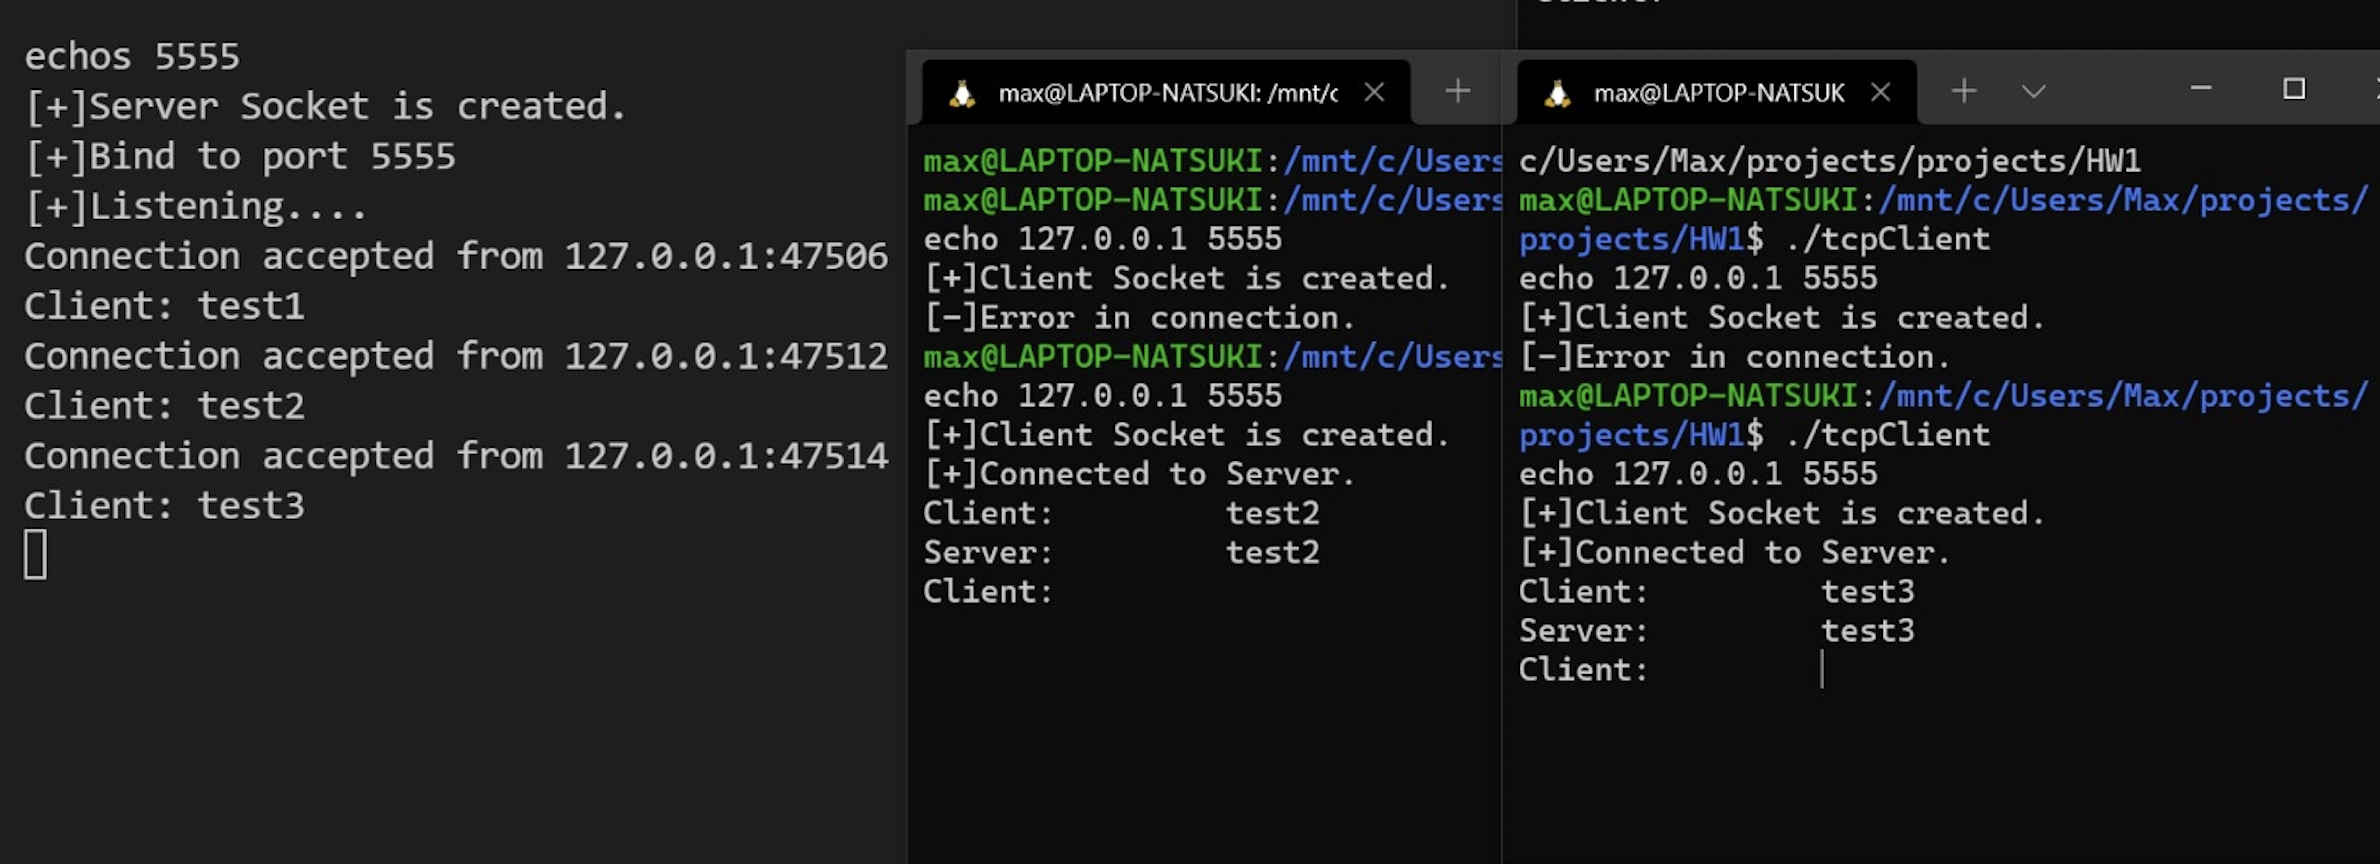 echos 5555
[+]Server Socket is created.
[+]Bind to port 5555
[+]Listening....
Connection accepted from 127.0.0.1:47506
Client: test1
Connection accepted from 127.0.0.1:47512
Client: test2
Connection accepted from 127.0.0.1:47514
Client: test3
max@LAPTOP-NATSUKI: /mnt/c
max@LAPTOP-NATSUKI:/mnt/c/Users
max@LAPTOP-NATSUKI:/mnt/c/Users
echo 127.0.0.1 5555
[+]Client Socket is created.
[-]Error in connection.
max@LAPTOP-NATSUKI:/mnt/c/Users
echo 127.0.0.1 5555
[+]Client Socket is created.
[+]Connected to Server.
Client: test2
Server: test2
Client:
max@LAPTOP-NATSUK
c/Users/Max/projects/projects/HW1
max@LAPTOP-NATSUKI:/mnt/c/Users/Max/projects/
projects/HW1$ ./tcpClient
echo 127.0.0.1 5555
[+]Client Socket is created.
[-]Error in connection.
max@LAPTOP-NATSUKI:/mnt/c/Users/Max/projects/
projects/HW1$ ./tcpClient
echo 127.0.0.1 5555
[+]Client Socket is created.
[+]Connected to Server.
Client: test3
Server: test3
Client: